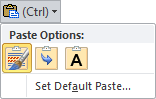 (Ctrl)
Paste Options:
A
Set Default Paste...